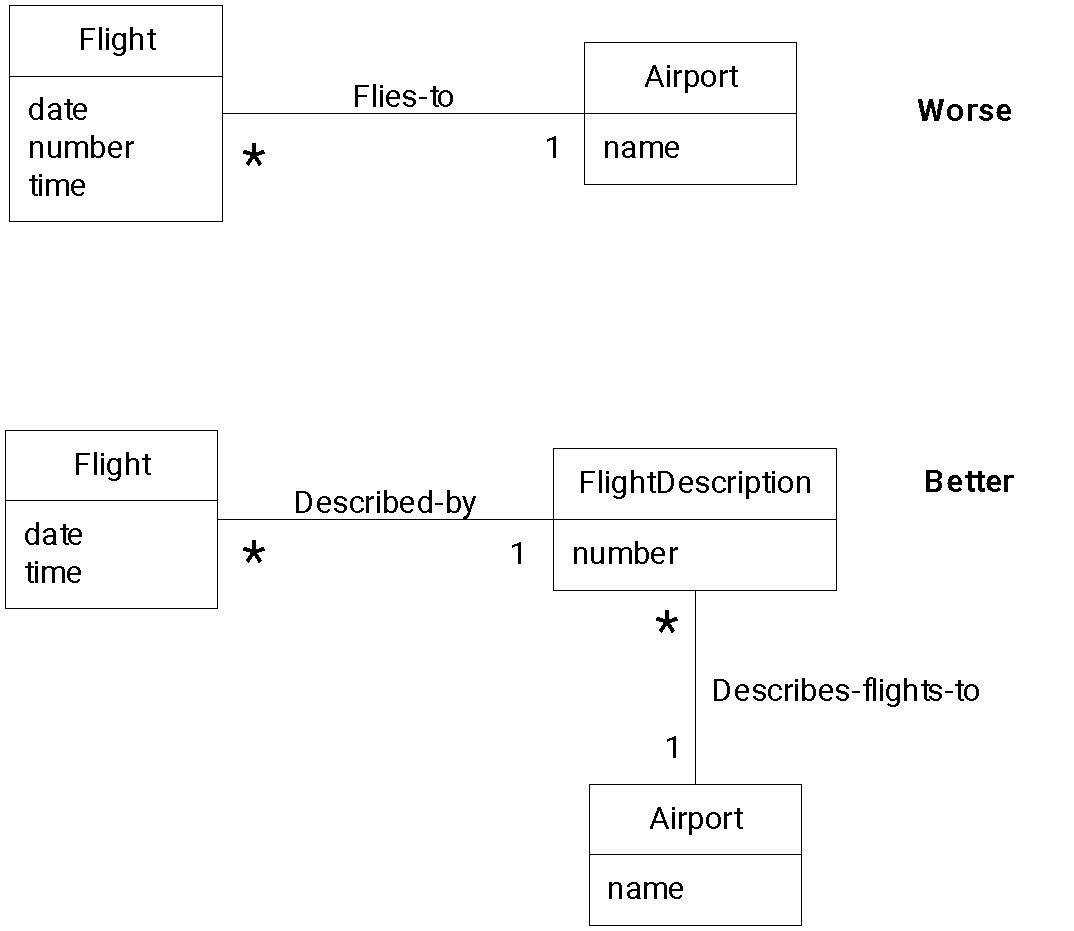 Flight
date
number
time
Flies-to
*
1
Airport
name
Worse
Flight
date
time
Described-by
*
1
FlightDescription
number
Better
*
Describes-flights-to
1
Airport
name